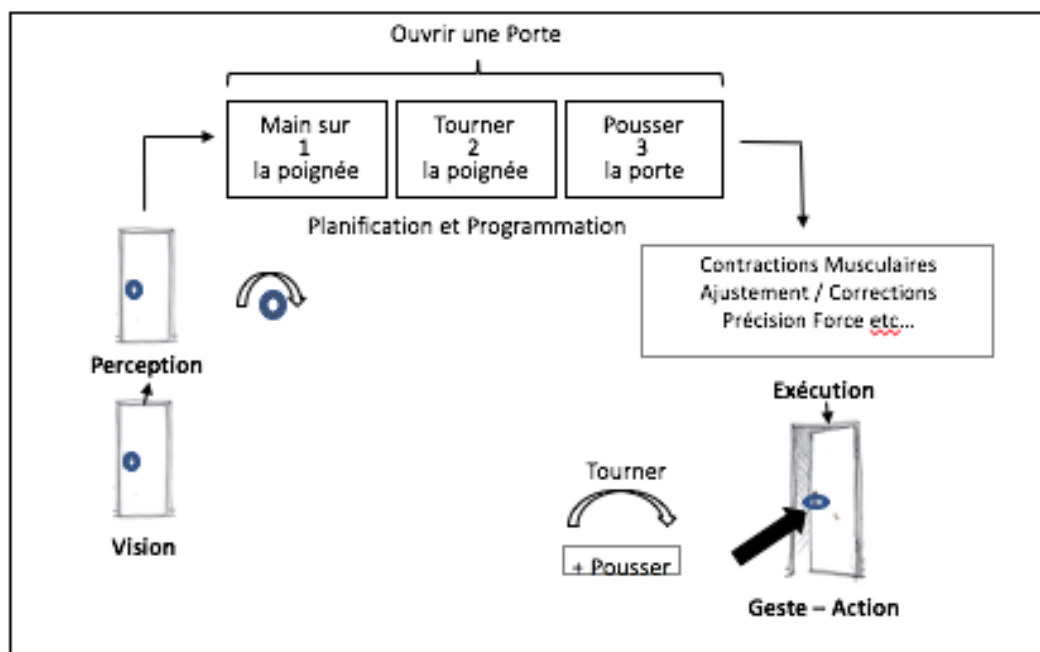 Ouvrir une Porte
Main sur
1
la poignée
Tourner
2
la poignée
Pousser
3
la porte
Planification et Programmation
Contractions Musculaires
Ajustement / Corrections
Précision Force etc...
Perception
Exécution
Tourner
+ Pousser
Vision
Geste – Action